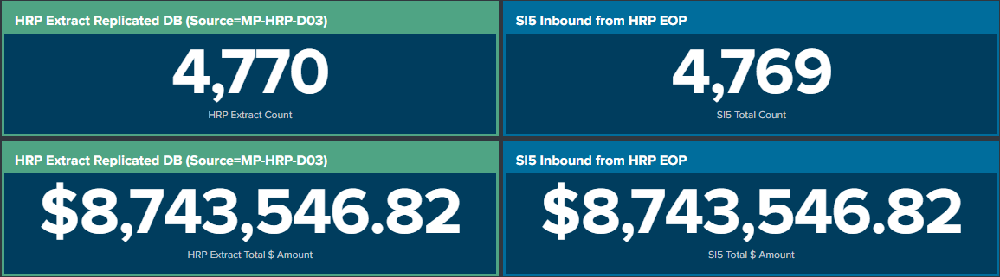 HRP Extract Replicated DB (Source=MP-HRP-D03)
4,770
HRP Extract Count
SI5 Inbound from HRP EOP
4,769
SI5 Total Count
HRP Extract Replicated DB (Source=MP-HRP-D03)
$8,743,546.82
HRP Extract Total $ Amount
SI5 Inbound from HRP EOP
$8,743,546.82
SI5 Total $ Amount